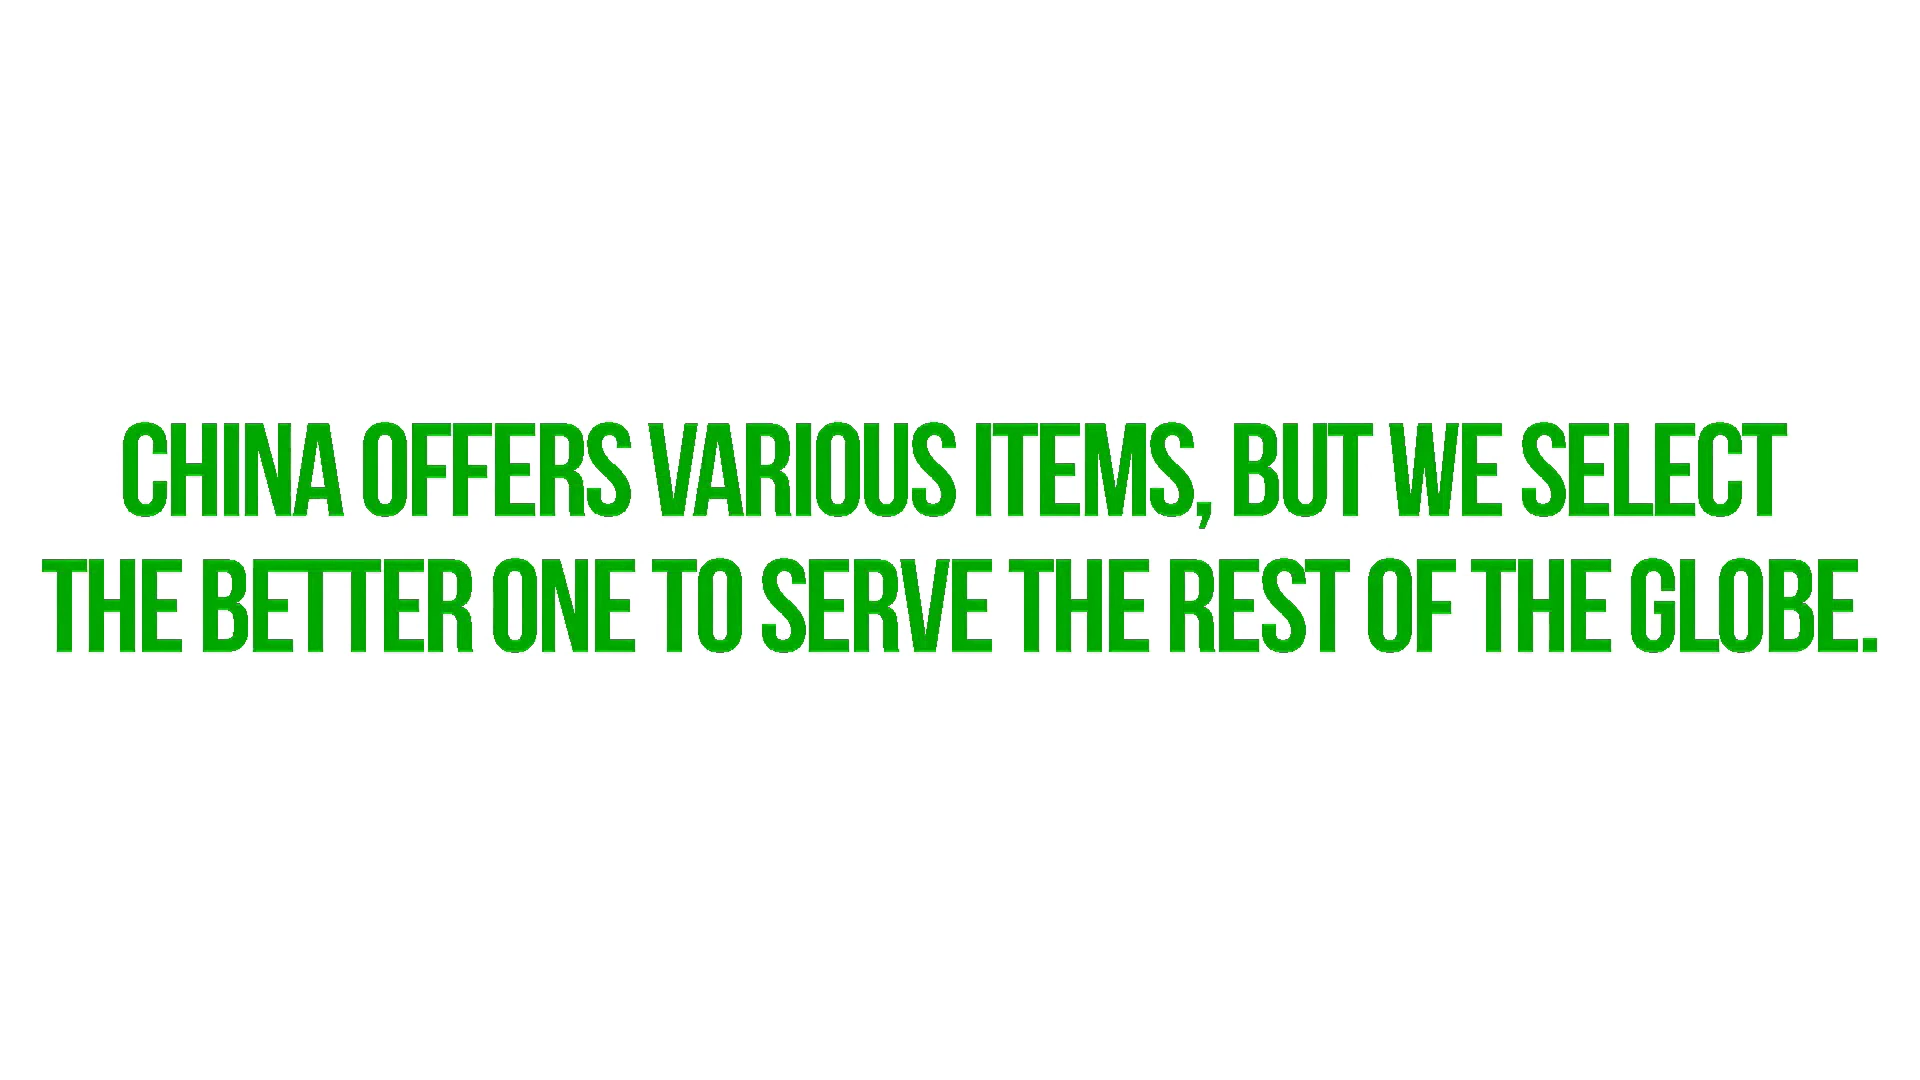 CHINA OFFERS VARIOUS ITEMS, BUT WE SELECT
THE BETTER ONE TO SERVE THE REST OF THE GLOBE.